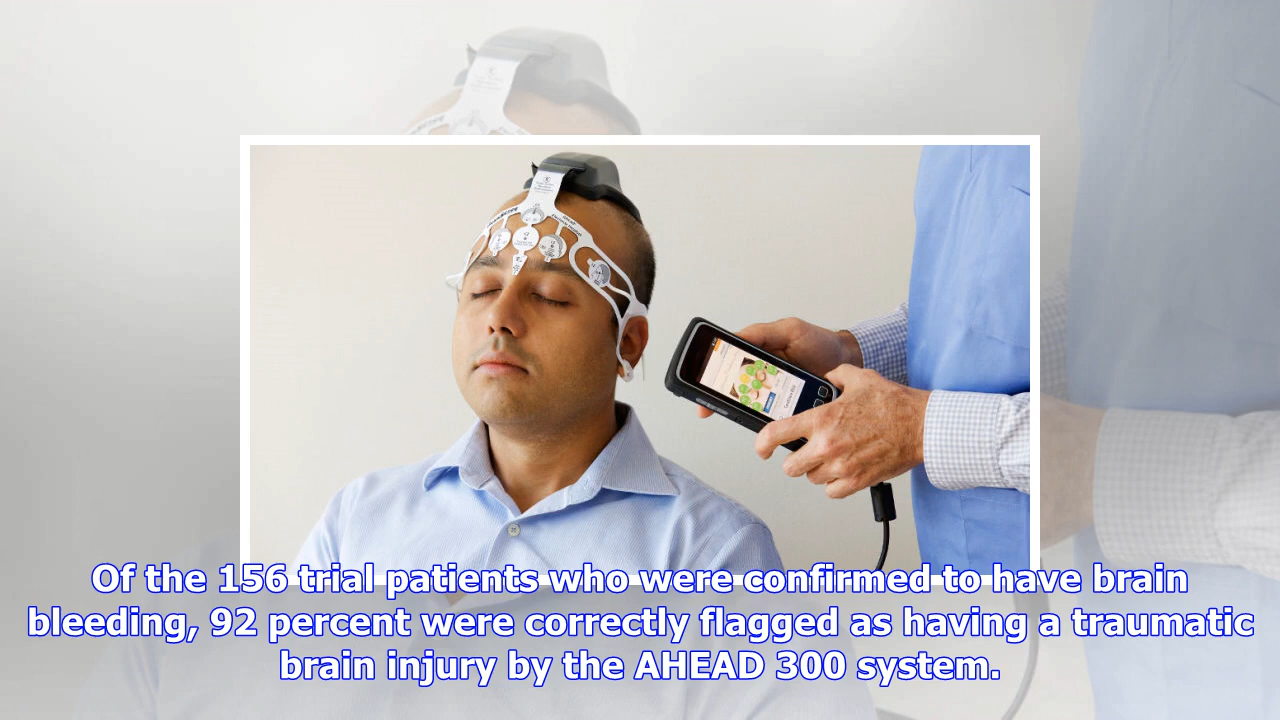 Of the 156 trial patients who were confirmed to have brain
bleeding, 92 percent were correctly flagged as having a traumatic
brain injury by the AHEAD 300 system.